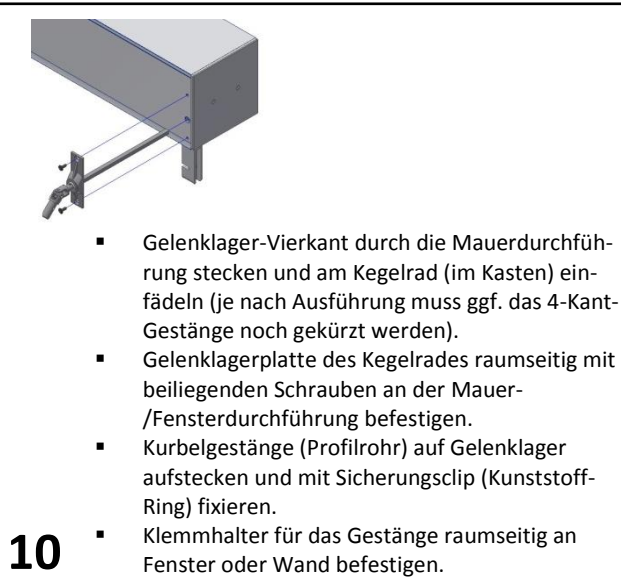 ▪ Gelenklager-Vierkant durch die Mauerdurchfüh-
rung stecken und am Kegelrad (im Kasten) ein-
fädeln (je nach Ausführung muss ggf. das 4-Kant-
Gestänge noch gekürzt werden).
▪ Gelenklagerplatte des Kegelrades raumseitig mit
beiliegenden Schrauben an der Mauer-
/Fensterdurchführung befestigen.
▪ Kurbelgestänge (Profilrohr) auf Gelenklager
aufstecken und mit Sicherungsclip (Kunststoff-
Ring) fixieren.
▪ Klemmhalter für das Gestänge raumseitig an
Fenster oder Wand befestigen.
10